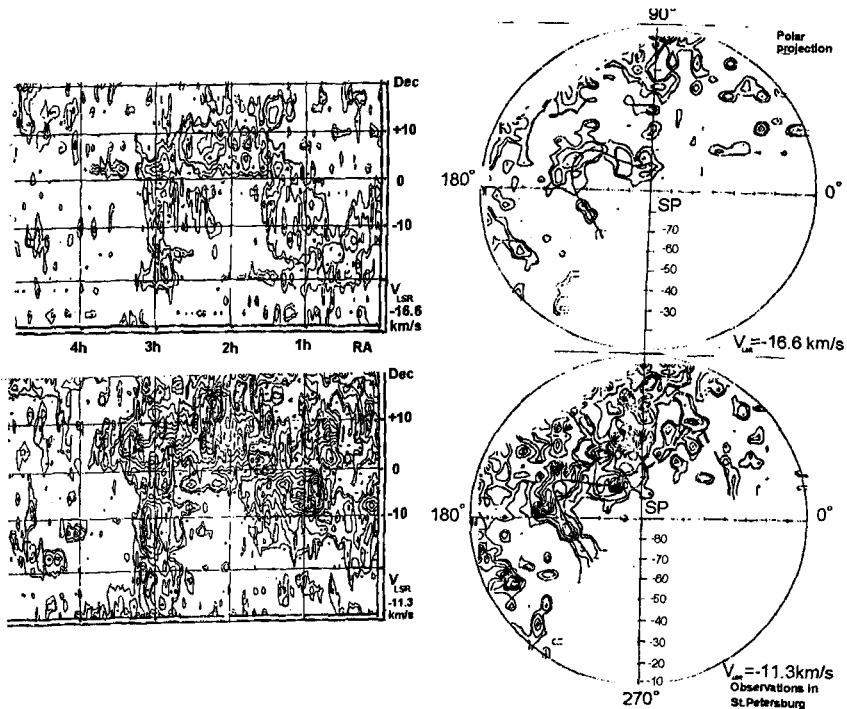 90°
Polar
projection
Dec
+10
0
-10
V
LSR
-16.6
km/s
4h 3h 2h 1h RA
180°
0°
SP
-70
-60
-50
-40
-30
V LSR =-16.6 km/s
Dec
+10
0
-10
V
LSR
-11.3
km/s
180°
0°
SP
-80
-70
-60
-50
-40
-30
-20
-10
270°
V LSR =-11.3km/s
Observations in
St.Petersburg